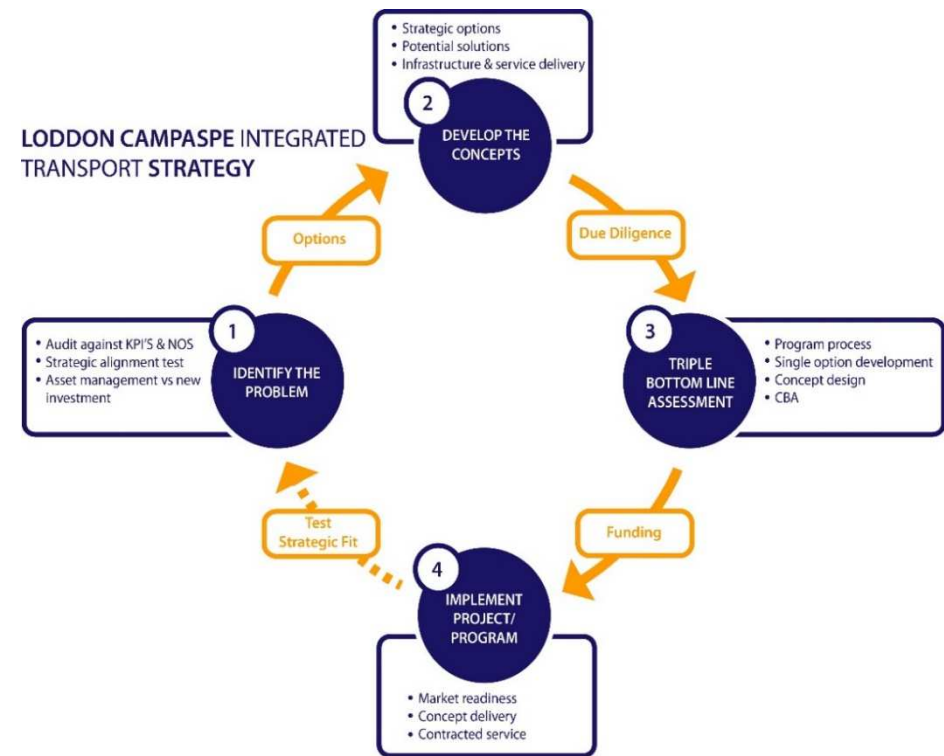 LODDON CAMPASPE INTEGRATED
TRANSPORT STRATEGY
1
IDENTIFY THE
PROBLEM
• Audit against KPI'S & NOS
• Strategic alignment test
• Asset management vs new
investment
Options
• Strategic options
• Potential solutions
• Infrastructure & service delivery
2
DEVELOP THE
CONCEPTS
Due Diligence
3
TRIPLE
BOTTOM LINE
ASSESSMENT
• Program process
• Single option development
• Concept design
• CBA
Funding
4
IMPLEMENT
PROJECT/
PROGRAM
• Market readiness
• Concept delivery
• Contracted service
Test
Strategic Fit